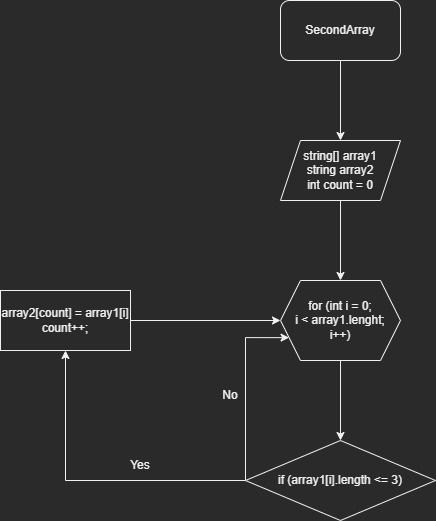 SecondArray
string[] array1
string array2
int count = 0
for (int i = 0;
i < array1.lenght;
i++)
array2[count] = array1[i]
count++;
No
Yes
if (array1[i].length <= 3)